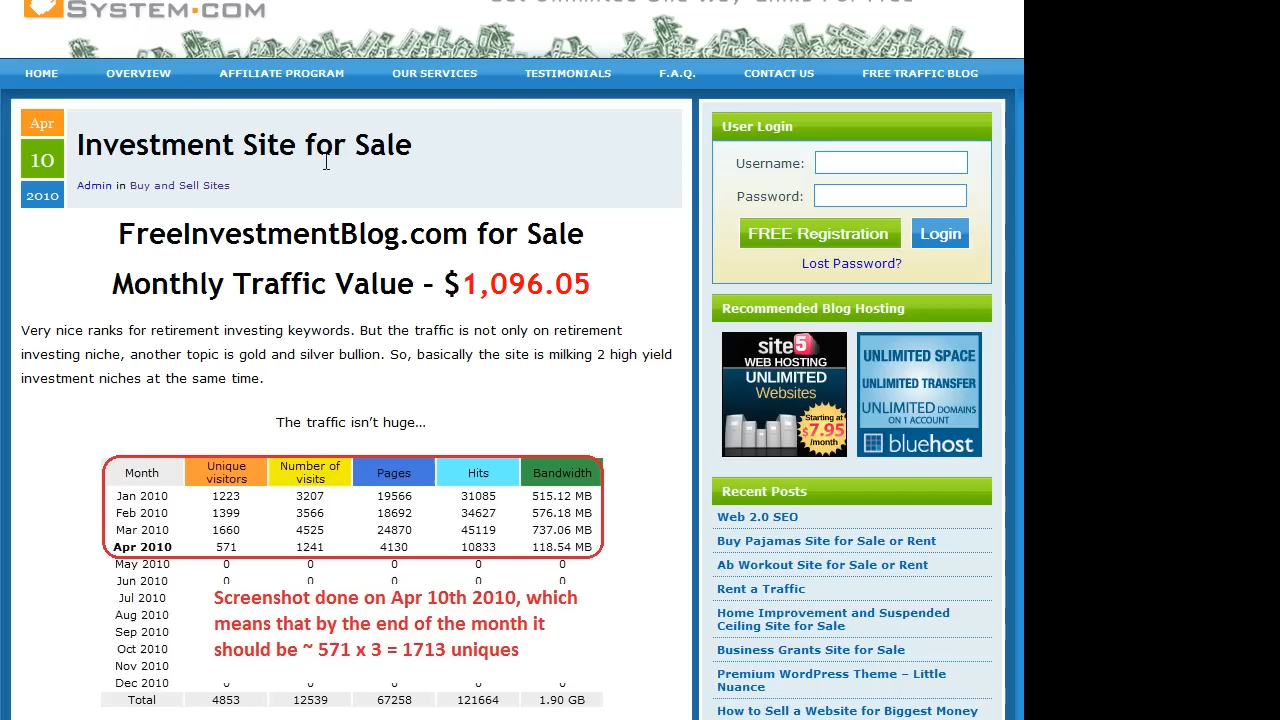 SYSTEM.COM
HOME OVERVIEW AFFILIATE PROGRAM OUR SERVICES TESTIMONIALS F.A.Q. CONTACT US FREE TRAFFIC BLOG
Apr
10
2010
Investment Site for Sale
Admin in Buy and Sell Sites
FreeInvestmentBlog.com for Sale
Monthly Traffic Value - $1,096.05
Very nice ranks for retirement investing keywords. But the traffic is not only on retirement
investing niche, another topic is gold and silver bullion. So, basically the site is milking 2 high yield
investment niches at the same time.
The traffic isn't huge...
Month Unique visitors Number of visits Pages Hits Bandwidth
Jan 2010 1223 3207 19566 31085 515.12 MB
Feb 2010 1399 3566 18692 34627 576.18 MB
Mar 2010 1660 4525 24870 45119 737.06 MB
Apr 2010 571 1241 4130 10833 118.54 MB
May 2010 0 0 0 0 0
Jun 2010 0 0 0 0 0
Jul 2010
Aug 2010
Sep 2010
Oct 2010
Nov 2010
Dec 2010
Screenshot done on Apr 10th 2010, which
means that by the end of the month it
should be ~ 571 x 3 = 1713 uniques
Total 4853 12539 67258 121664 1.90 GB
User Login
Username:
Password:
FREE Registration Login
Lost Password?
Recommended Blog Hosting
site5
WEB HOSTING
UNLIMITED
Websites
Starting at
$7.95
/month
UNLIMITED SPACE
UNLIMITED TRANSFER
UNLIMITED DOMAINS
ON 1 ACCOUNT
bluehost
Recent Posts
Web 2.0 SEO
Buy Pajamas Site for Sale or Rent
Ab Workout Site for Sale or Rent
Rent a Traffic
Home Improvement and Suspended
Ceiling Site for Sale
Business Grants Site for Sale
Premium WordPress Theme – Little
Nuance
How to Sell a Website for Biggest Money